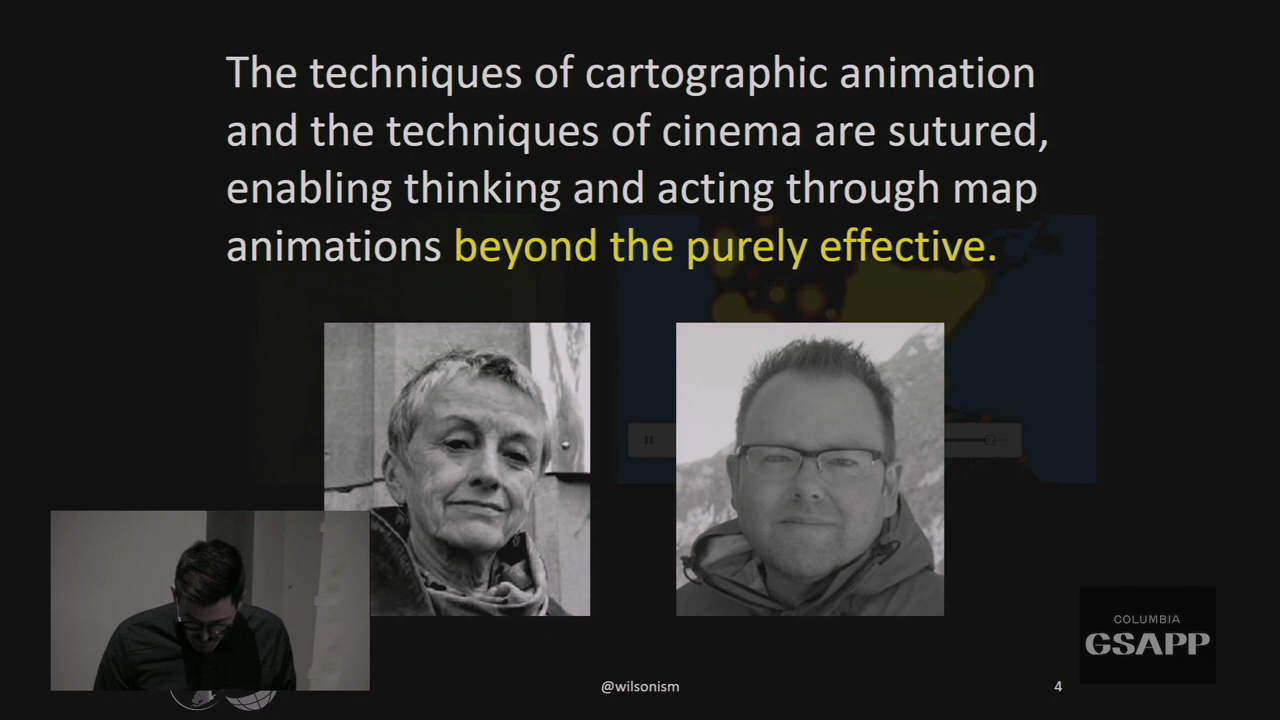 The techniques of cartographic animation
and the techniques of cinema are sutured,
enabling thinking and acting through map
animations beyond the purely effective.
COLUMBIA
GSAPP
@wilsonism
4